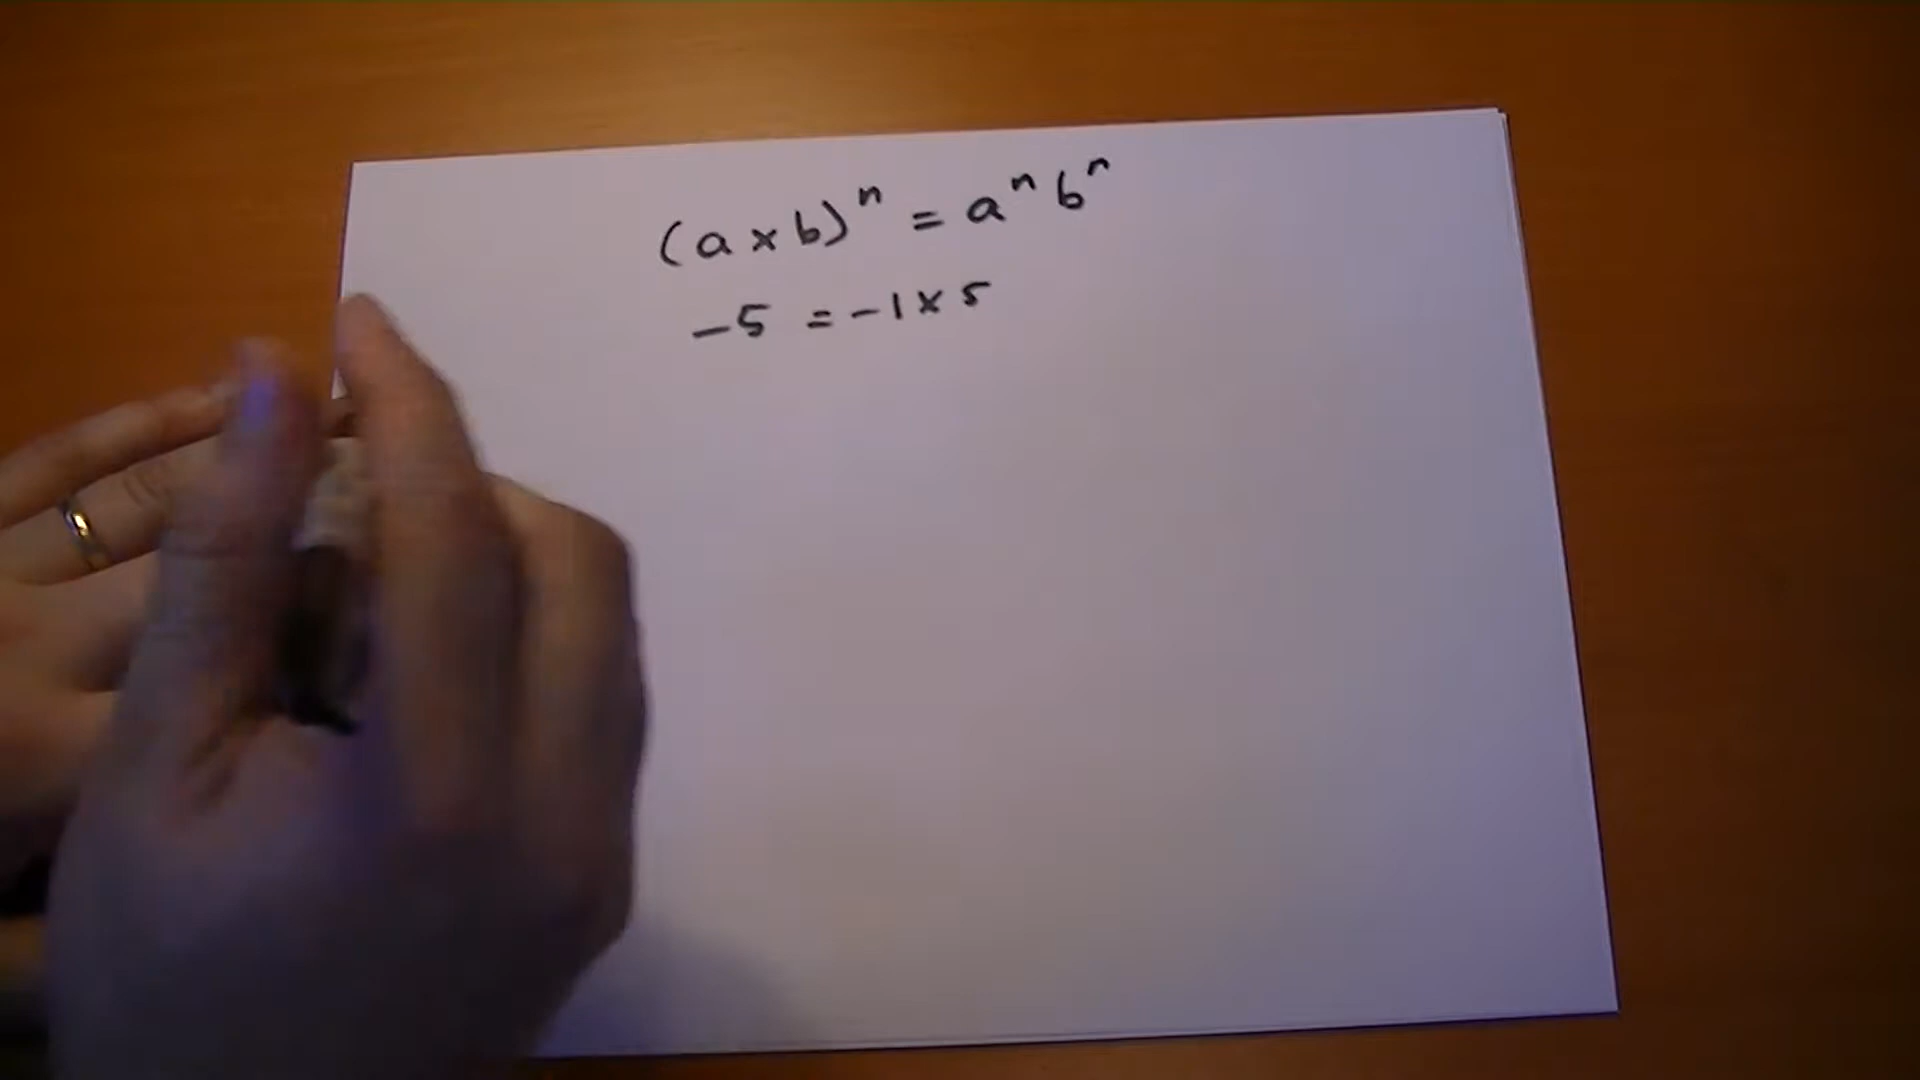 (a × b)ⁿ = aⁿ bⁿ
-5 = -1 × 5